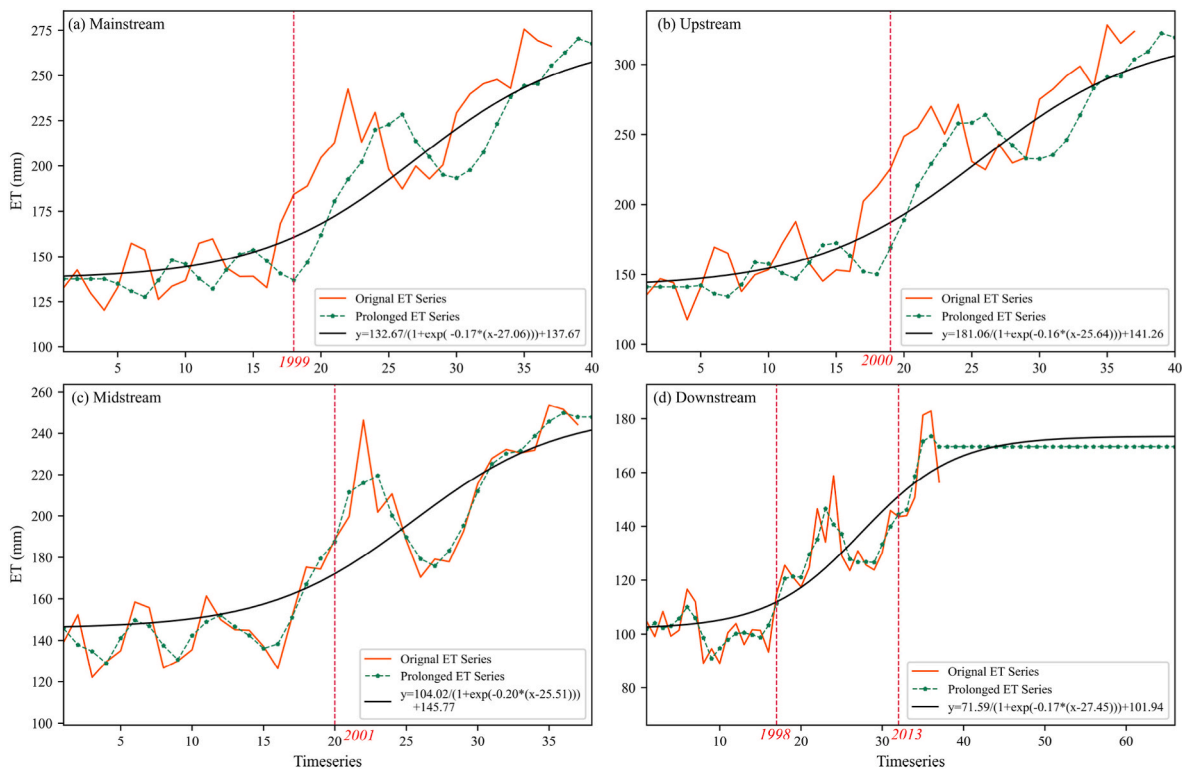 (a) Mainstream
(b) Upstream
275
250
225
200
175
150
125
100
ET (mm)
300
250
200
150
100
Orignal ET Series
Prolonged ET Series
y=132.67/(1+exp( -0.17*(x-27.06)))+137.67
Orignal ET Series
Prolonged ET Series
y=181.06/(1+exp(-0.16*(x-25.64)))+141.26
5 10 15 20 25 30 35 40
1999
5 10 15 20 25 30 35 40
2000
(c) Midstream
(d) Downstream
260
240
220
200
180
160
140
120
100
ET (mm)
180
160
140
120
100
80
Orignal ET Series
Prolonged ET Series
y=104.02/(1+exp(-0.20*(x-25.51)))
+145.77
Orignal ET Series
Prolonged ET Series
y=71.59/(1+exp(-0.17*(x-27.45)))+101.94
5 10 15 20 25 30 35
2001
10 20 30 40 50 60
1998
2013
Timeseries
Timeseries